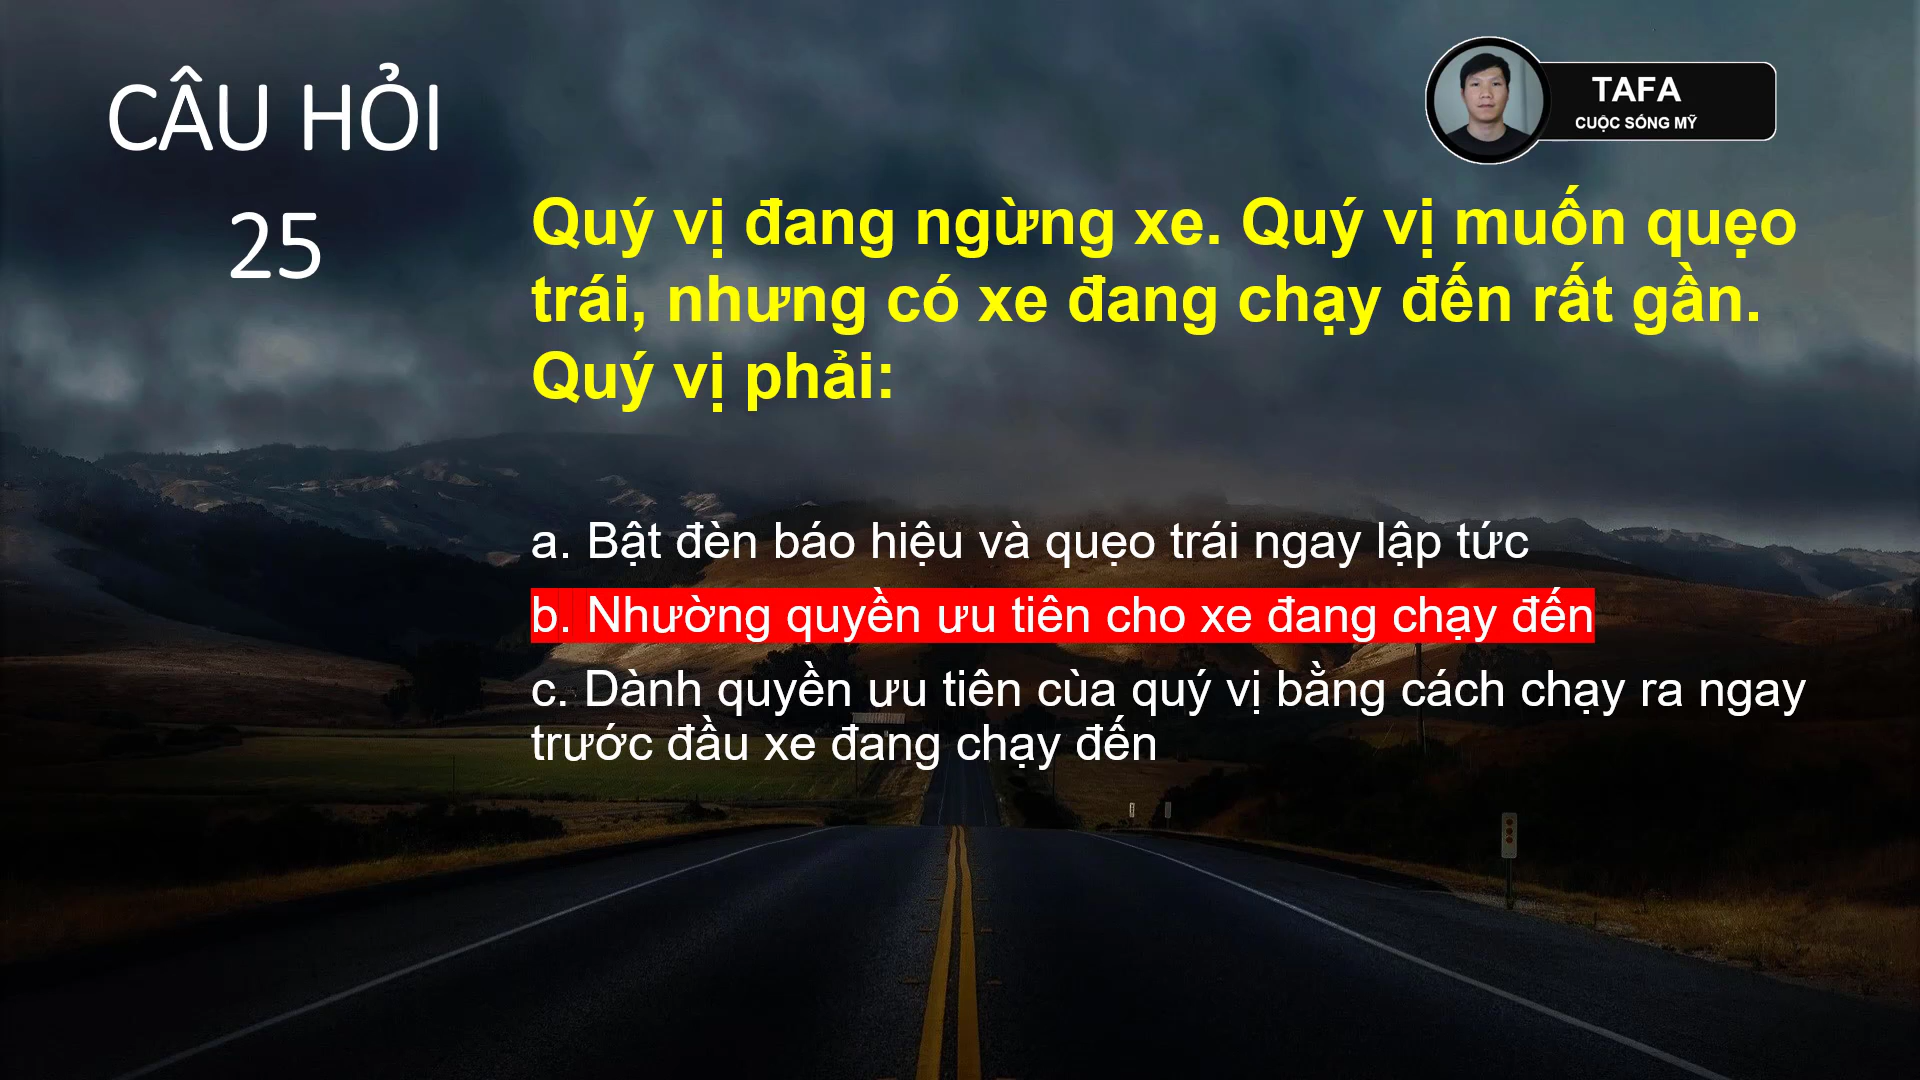 CÂU HỎI
25
TAFA
CUỘC SỐNG MỸ
Quý vị đang ngừng xe. Quý vị muốn quẹo
trái, nhưng có xe đang chạy đến rất gần.
Quý vị phải:
a. Bật đèn báo hiệu và quẹo trái ngay lập tức
b. Nhường quyền ưu tiên cho xe đang chạy đến
c. Dành quyền ưu tiên cùa quý vị bằng cách chạy ra ngay
trước đầu xe đang chạy đến